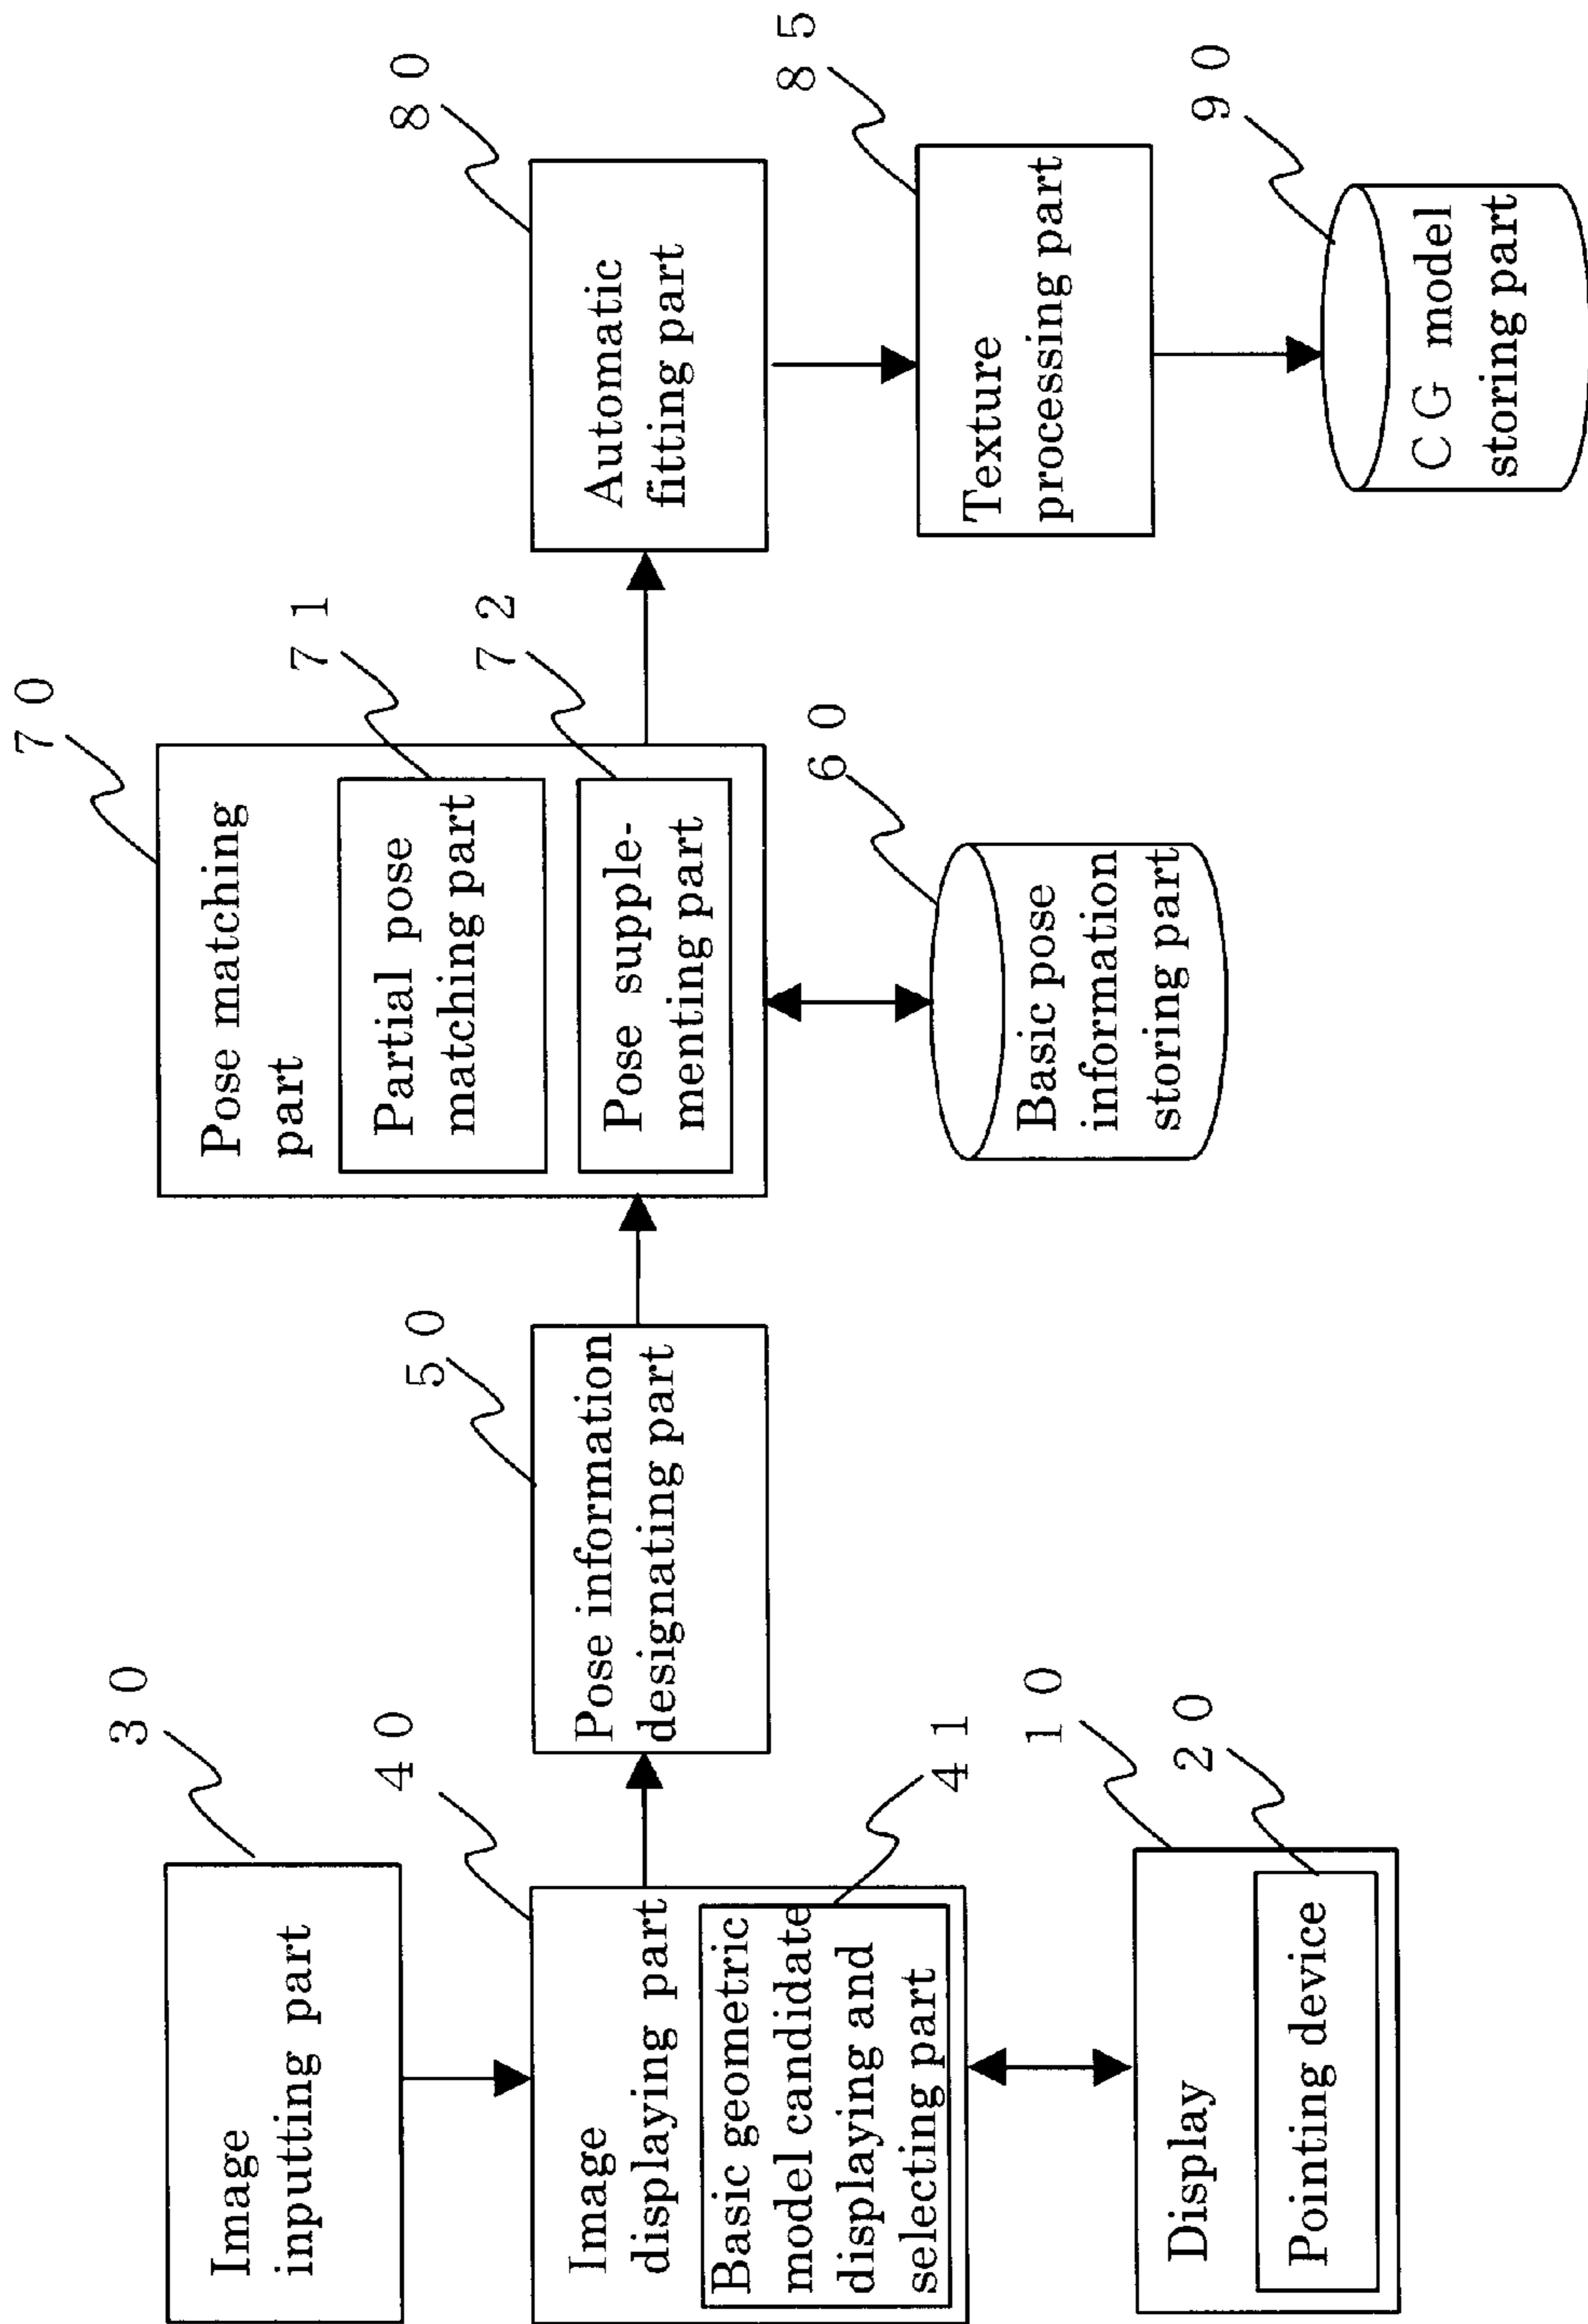 30
Image
inputting part
40
Image
displaying part
Basic geometric
model candidate
displaying and
selecting part
41
Display
10
Pointing device
20
50
Pose information
designating part
70
Pose matching
part
71
Partial pose
matching part
72
Pose supple-
menting part
60
Basic pose
information
storing part
80
Automatic
fitting part
85
Texture
processing part
90
CG model
storing part